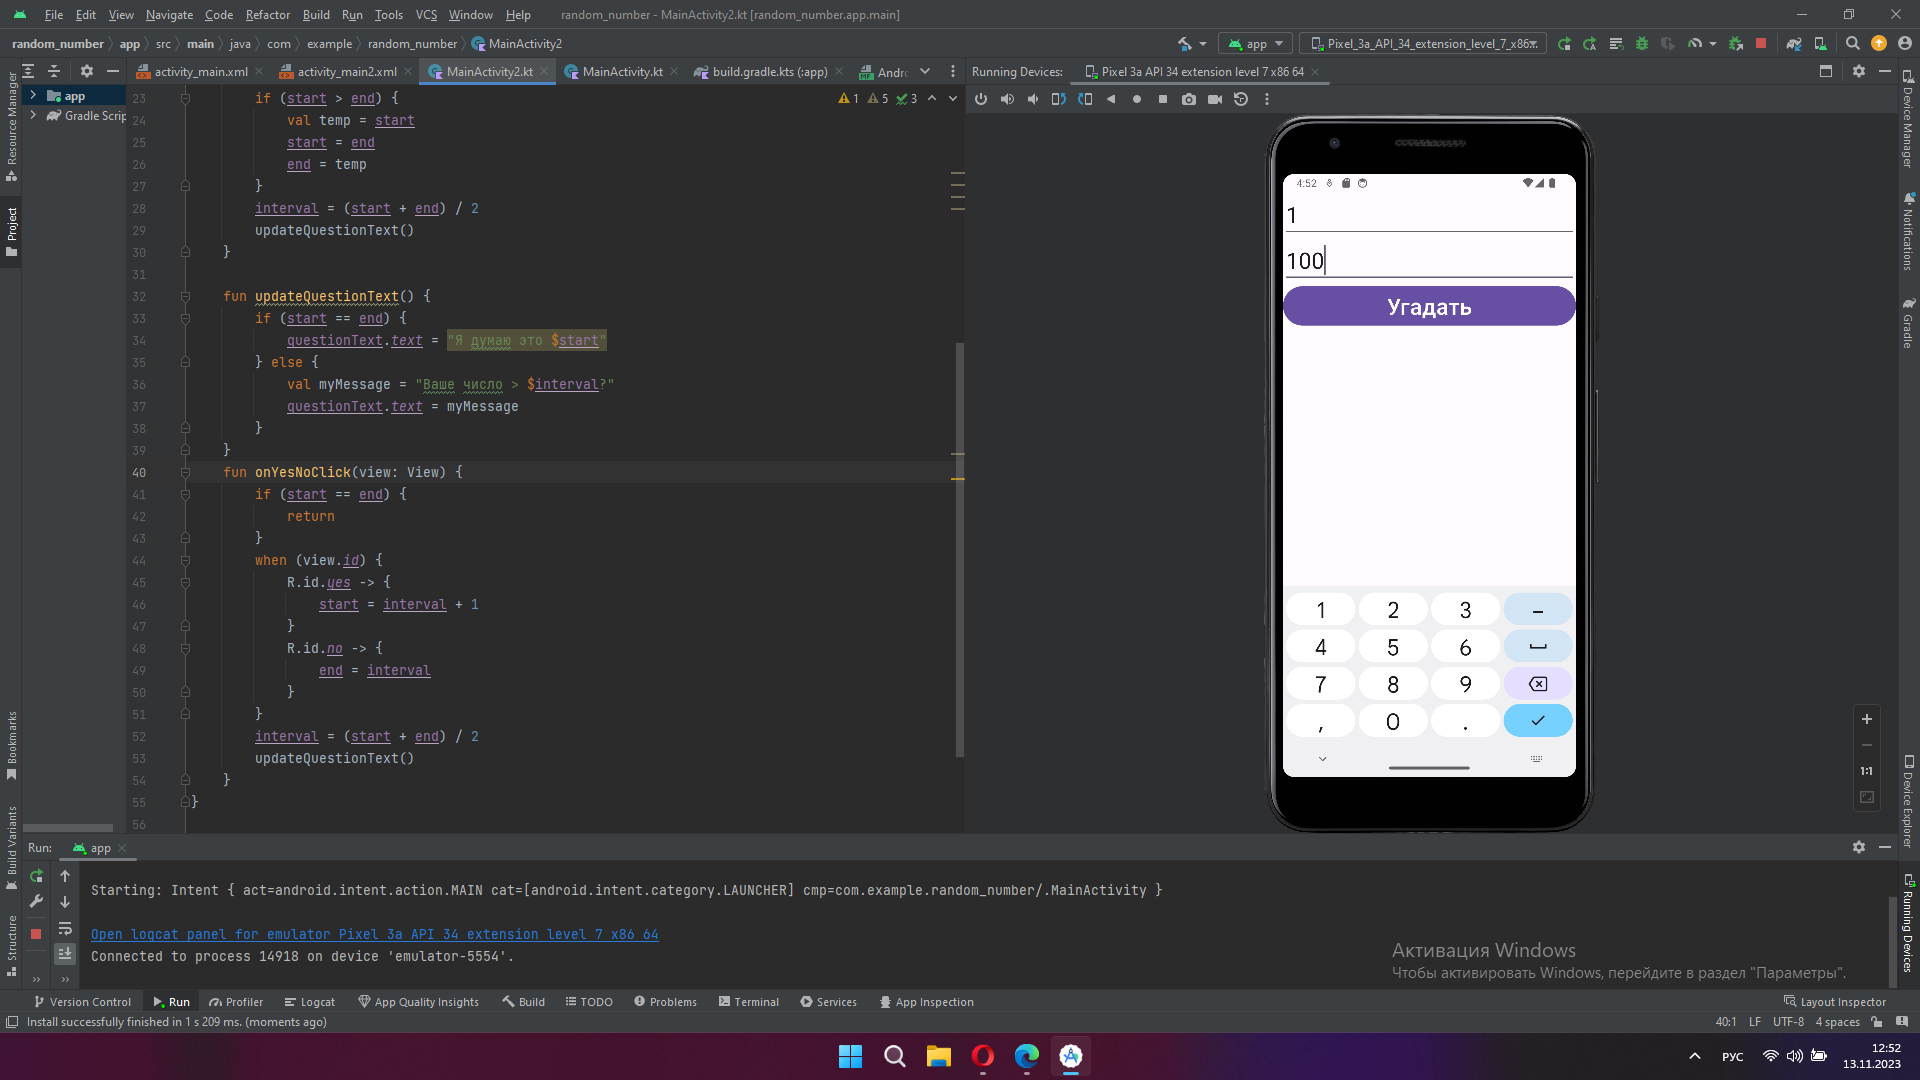 File Edit View Navigate Code Refactor Build Run Tools VCS Window Help random_number - MainActivity2.kt [random_number.app.main]
random_number app src main java com example random_number MainActivity2 app Pixel_3a_API_34_extension_level_7_x86
activity_main.xml activity_main2.xml MainActivity2.kt MainActivity.kt build.gradle.kts (:app) Andr
Running Devices: Pixel 3a API 34 extension level 7 x86 64
Resource Manager
Project
Bookmarks
Build Variants
Structure
app
Gradle Scrip
1 5 3
23 if (start > end) {
24 val temp = start
25 start = end
26 end = temp
27 }
28 interval = (start + end) / 2
29 updateQuestionText()
30 }
31
32 fun updateQuestionText() {
33 if (start == end) {
34 questionText.text = "Я думаю это $start"
35 } else {
36 val myMessage = "Ваше число > $interval?"
37 questionText.text = myMessage
38 }
39 }
40 fun onYesNoClick(view: View) {
41 if (start == end) {
42 return
43 }
44 when (view.id) {
45 R.id.yes -> {
46 start = interval + 1
47 }
48 R.id.no -> {
49 end = interval
50 }
51 }
52 interval = (start + end) / 2
53 updateQuestionText()
54 }
55 }
56
4:52
1
100
Угадать
1 2 3 –
4 5 6
7 8 9
, 0 .
1:1
Device Manager
Notifications
Gradle
Device Explorer
Running Devices
Run: app
Starting: Intent { act=android.intent.action.MAIN cat=[android.intent.category.LAUNCHER] cmp=com.example.random_number/.MainActivity }
Open logcat panel for emulator Pixel 3a API 34 extension level 7 x86 64
Connected to process 14918 on device 'emulator-5554'.
Активация Windows
Чтобы активировать Windows, перейдите в раздел "Параметры".
Version Control Run Profiler Logcat App Quality Insights Build TODO Problems Terminal Services App Inspection Layout Inspector
Install successfully finished in 1 s 209 ms. (moments ago) 40:1 LF UTF-8 4 spaces
РУС 12:52
13.11.2023